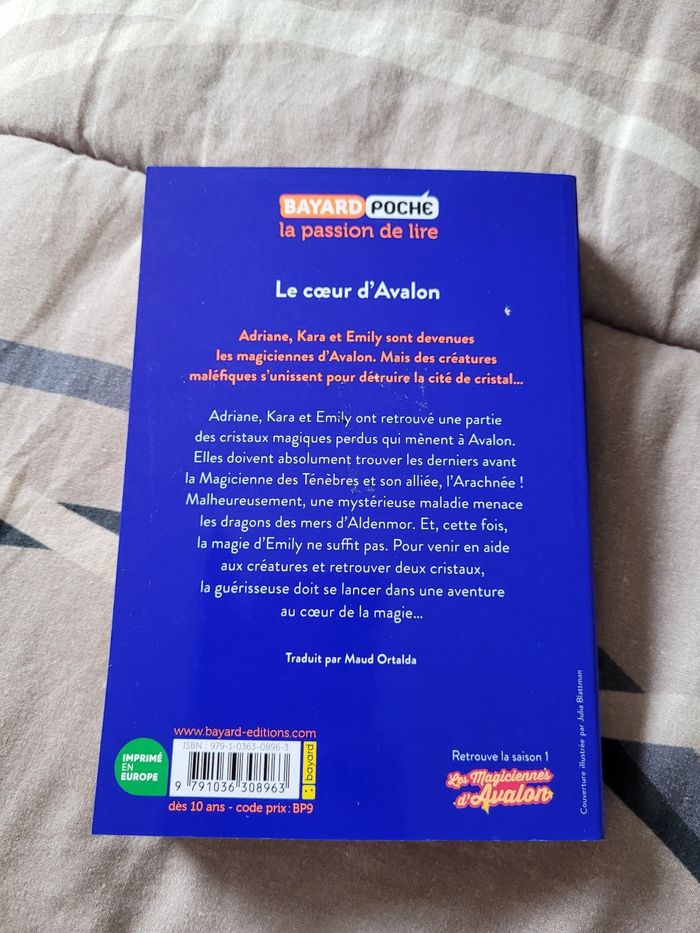 BAYARD POCHE
la passion de lire
Le cœur d'Avalon
Adriane, Kara et Emily sont devenues
les magiciennes d'Avalon. Mais des créatures
maléfiques s'unissent pour détruire la cité de cristal...
Adriane, Kara et Emily ont retrouvé une partie
des cristaux magiques perdus qui mènent à Avalon.
Elles doivent absolument trouver les derniers avant
la Magicienne des Ténèbres et son alliée, l'Arachnée !
Malheureusement, une mystérieuse maladie menace
les dragons des mers d'Aldenmor. Et, cette fois,
la magie d'Emily ne suffit pas. Pour venir en aide
aux créatures et retrouver deux cristaux,
la guérisseuse doit se lancer dans une aventure
au cœur de la magie...
Traduit par Maud Ortalda
www.bayard-editions.com
ISBN : 979-1-0363-0896-3
IMPRIMÉ
EN
EUROPE
9 791036 308963
bayard
dès 10 ans - code prix : BP9
Retrouve la saison 1
Les Magiciennes
d'Avalon
Couverture illustrée par Julia Blattman